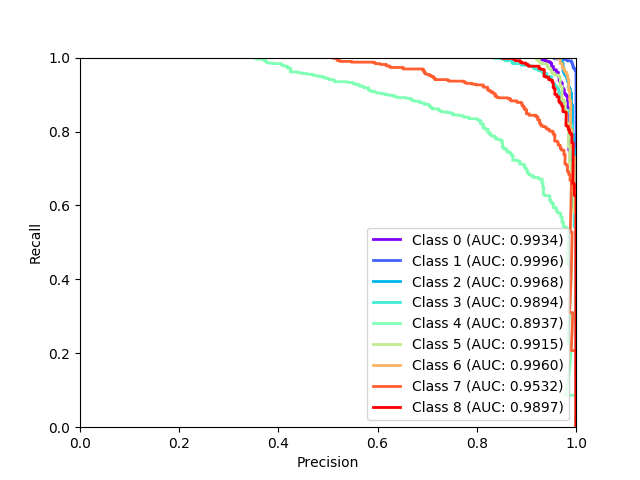 1.0
0.8
0.6
0.4
0.2
0.0
Recall
Class 0 (AUC: 0.9934)
Class 1 (AUC: 0.9996)
Class 2 (AUC: 0.9968)
Class 3 (AUC: 0.9894)
Class 4 (AUC: 0.8937)
Class 5 (AUC: 0.9915)
Class 6 (AUC: 0.9960)
Class 7 (AUC: 0.9532)
Class 8 (AUC: 0.9897)
0.0 0.2 0.4 0.6 0.8 1.0
Precision